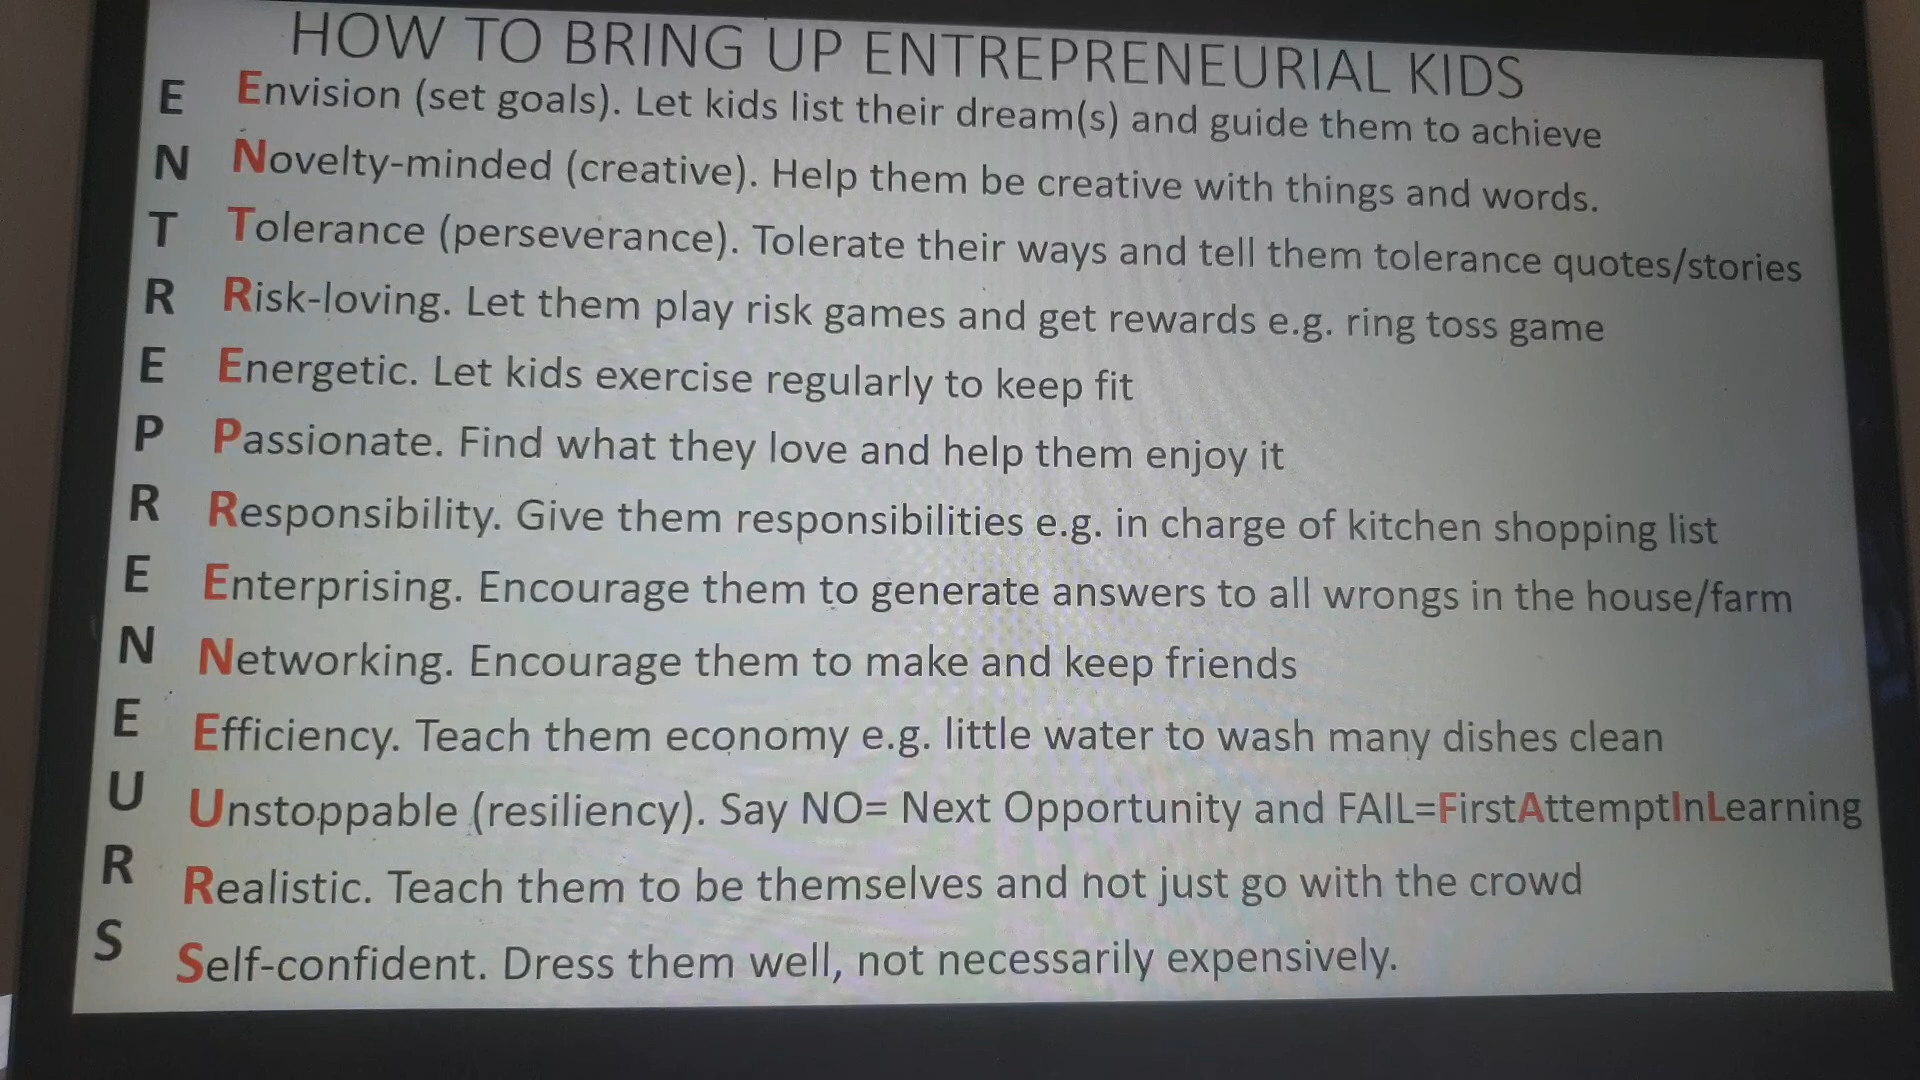 HOW TO BRING UP ENTREPRENEURIAL KIDS
E Envision (set goals). Let kids list their dream(s) and guide them to achieve
N Novelty-minded (creative). Help them be creative with things and words.
T Tolerance (perseverance). Tolerate their ways and tell them tolerance quotes/stories
R Risk-loving. Let them play risk games and get rewards e.g. ring toss game
E Energetic. Let kids exercise regularly to keep fit
P Passionate. Find what they love and help them enjoy it
R Responsibility. Give them responsibilities e.g. in charge of kitchen shopping list
E Enterprising. Encourage them to generate answers to all wrongs in the house/farm
N Networking. Encourage them to make and keep friends
E Efficiency. Teach them economy e.g. little water to wash many dishes clean
U Unstoppable (resiliency). Say NO= Next Opportunity and FAIL=FirstAttemptInLearning
R Realistic. Teach them to be themselves and not just go with the crowd
S Self-confident. Dress them well, not necessarily expensively.